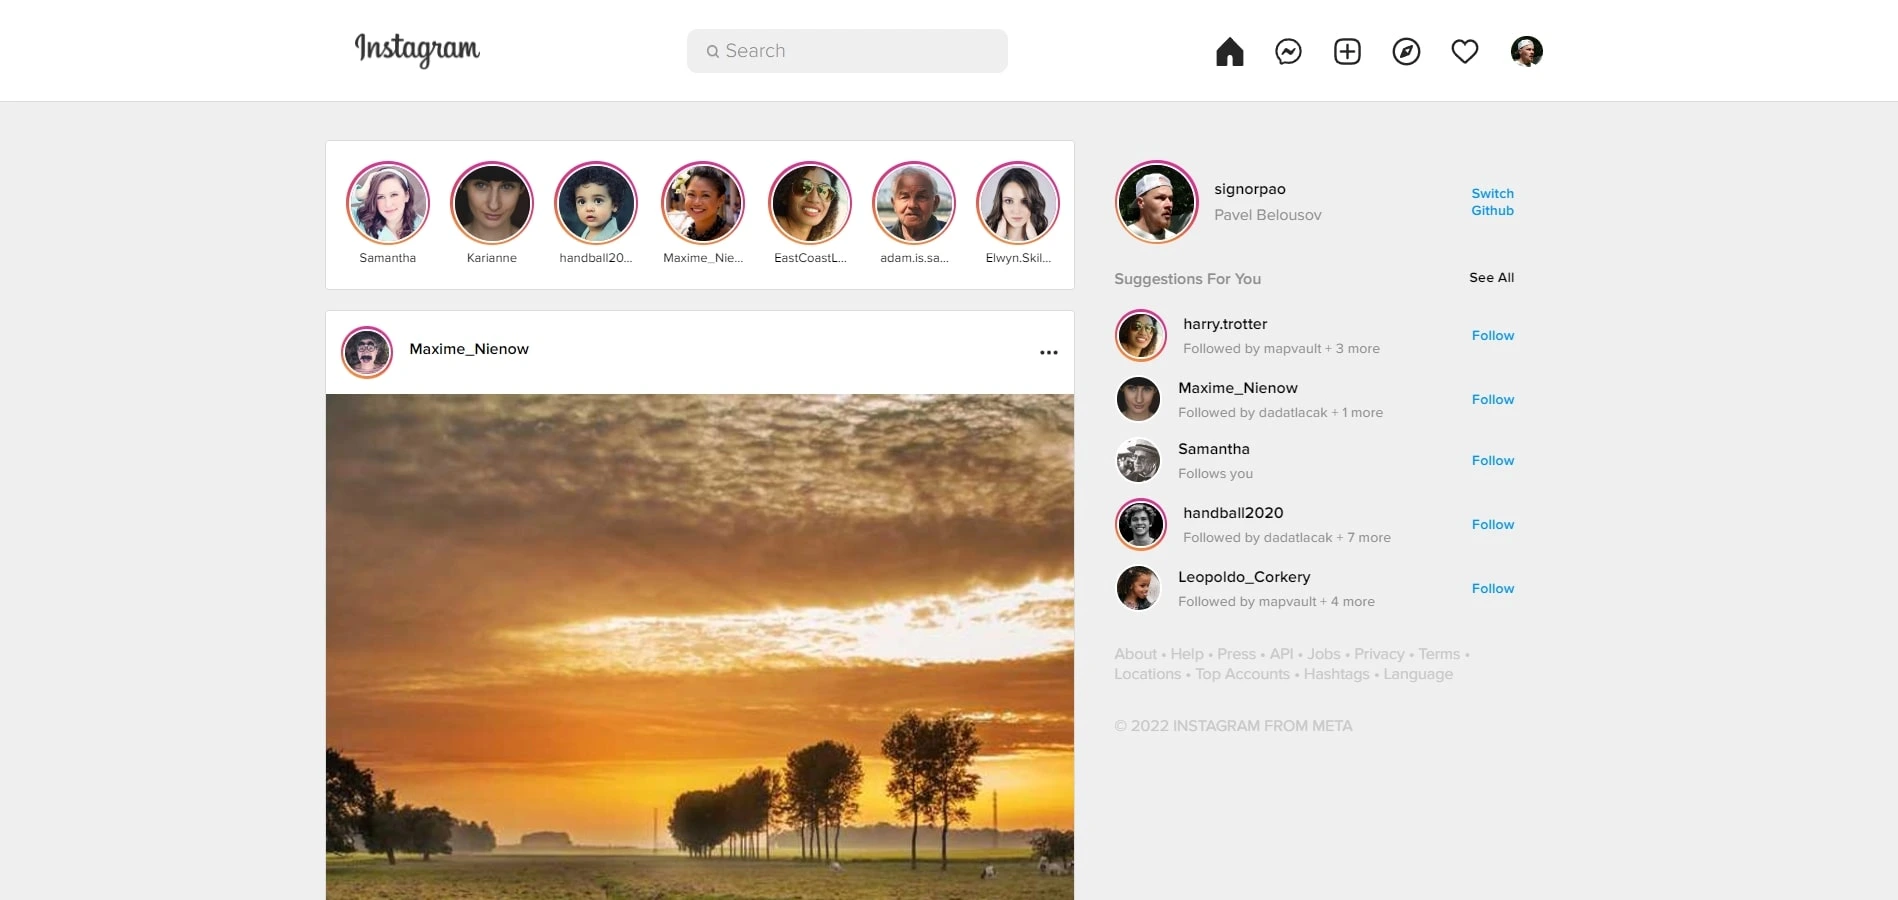 Instagram
Search
Samantha
Karianne
handball20...
Maxime_Nie...
EastCoastL...
adam.is.sa...
Elwyn.Skil...
Maxime_Nienow
signorpao
Pavel Belousov
Switch
Github
Suggestions For You
See All
harry.trotter
Followed by mapvault + 3 more
Follow
Maxime_Nienow
Followed by dadatlacak + 1 more
Follow
Samantha
Follows you
Follow
handball2020
Followed by dadatlacak + 7 more
Follow
Leopoldo_Corkery
Followed by mapvault + 4 more
Follow
About • Help • Press • API • Jobs • Privacy • Terms •
Locations • Top Accounts • Hashtags • Language
© 2022 INSTAGRAM FROM META